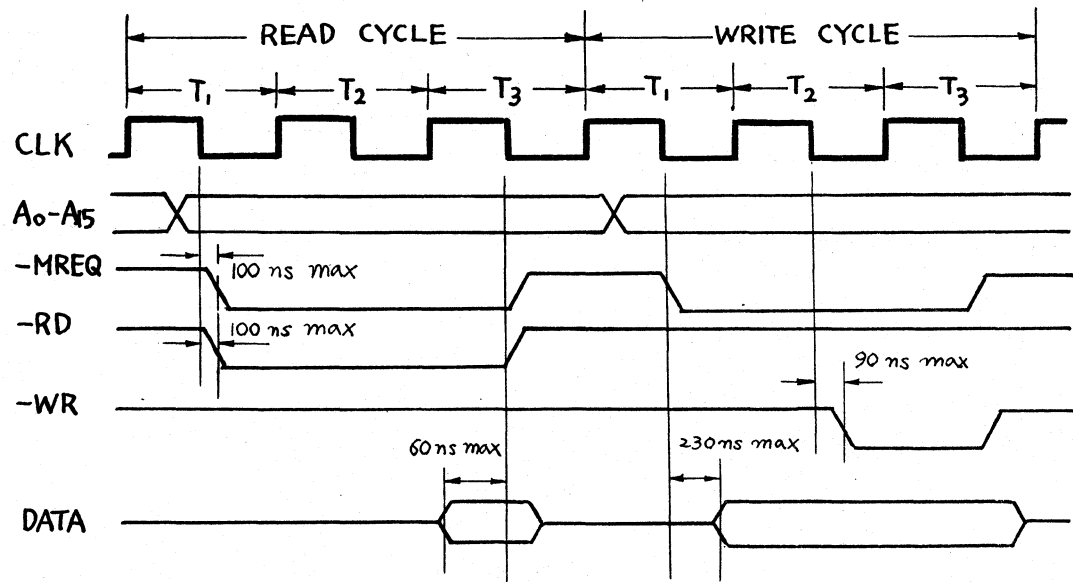 READ CYCLE WRITE CYCLE
T1 T2 T3 T1 T2 T3
CLK
A0-A15
-MREQ
100 ns max
-RD
100 ns max
90 ns max
-WR
60 ns max
230 ns max
DATA